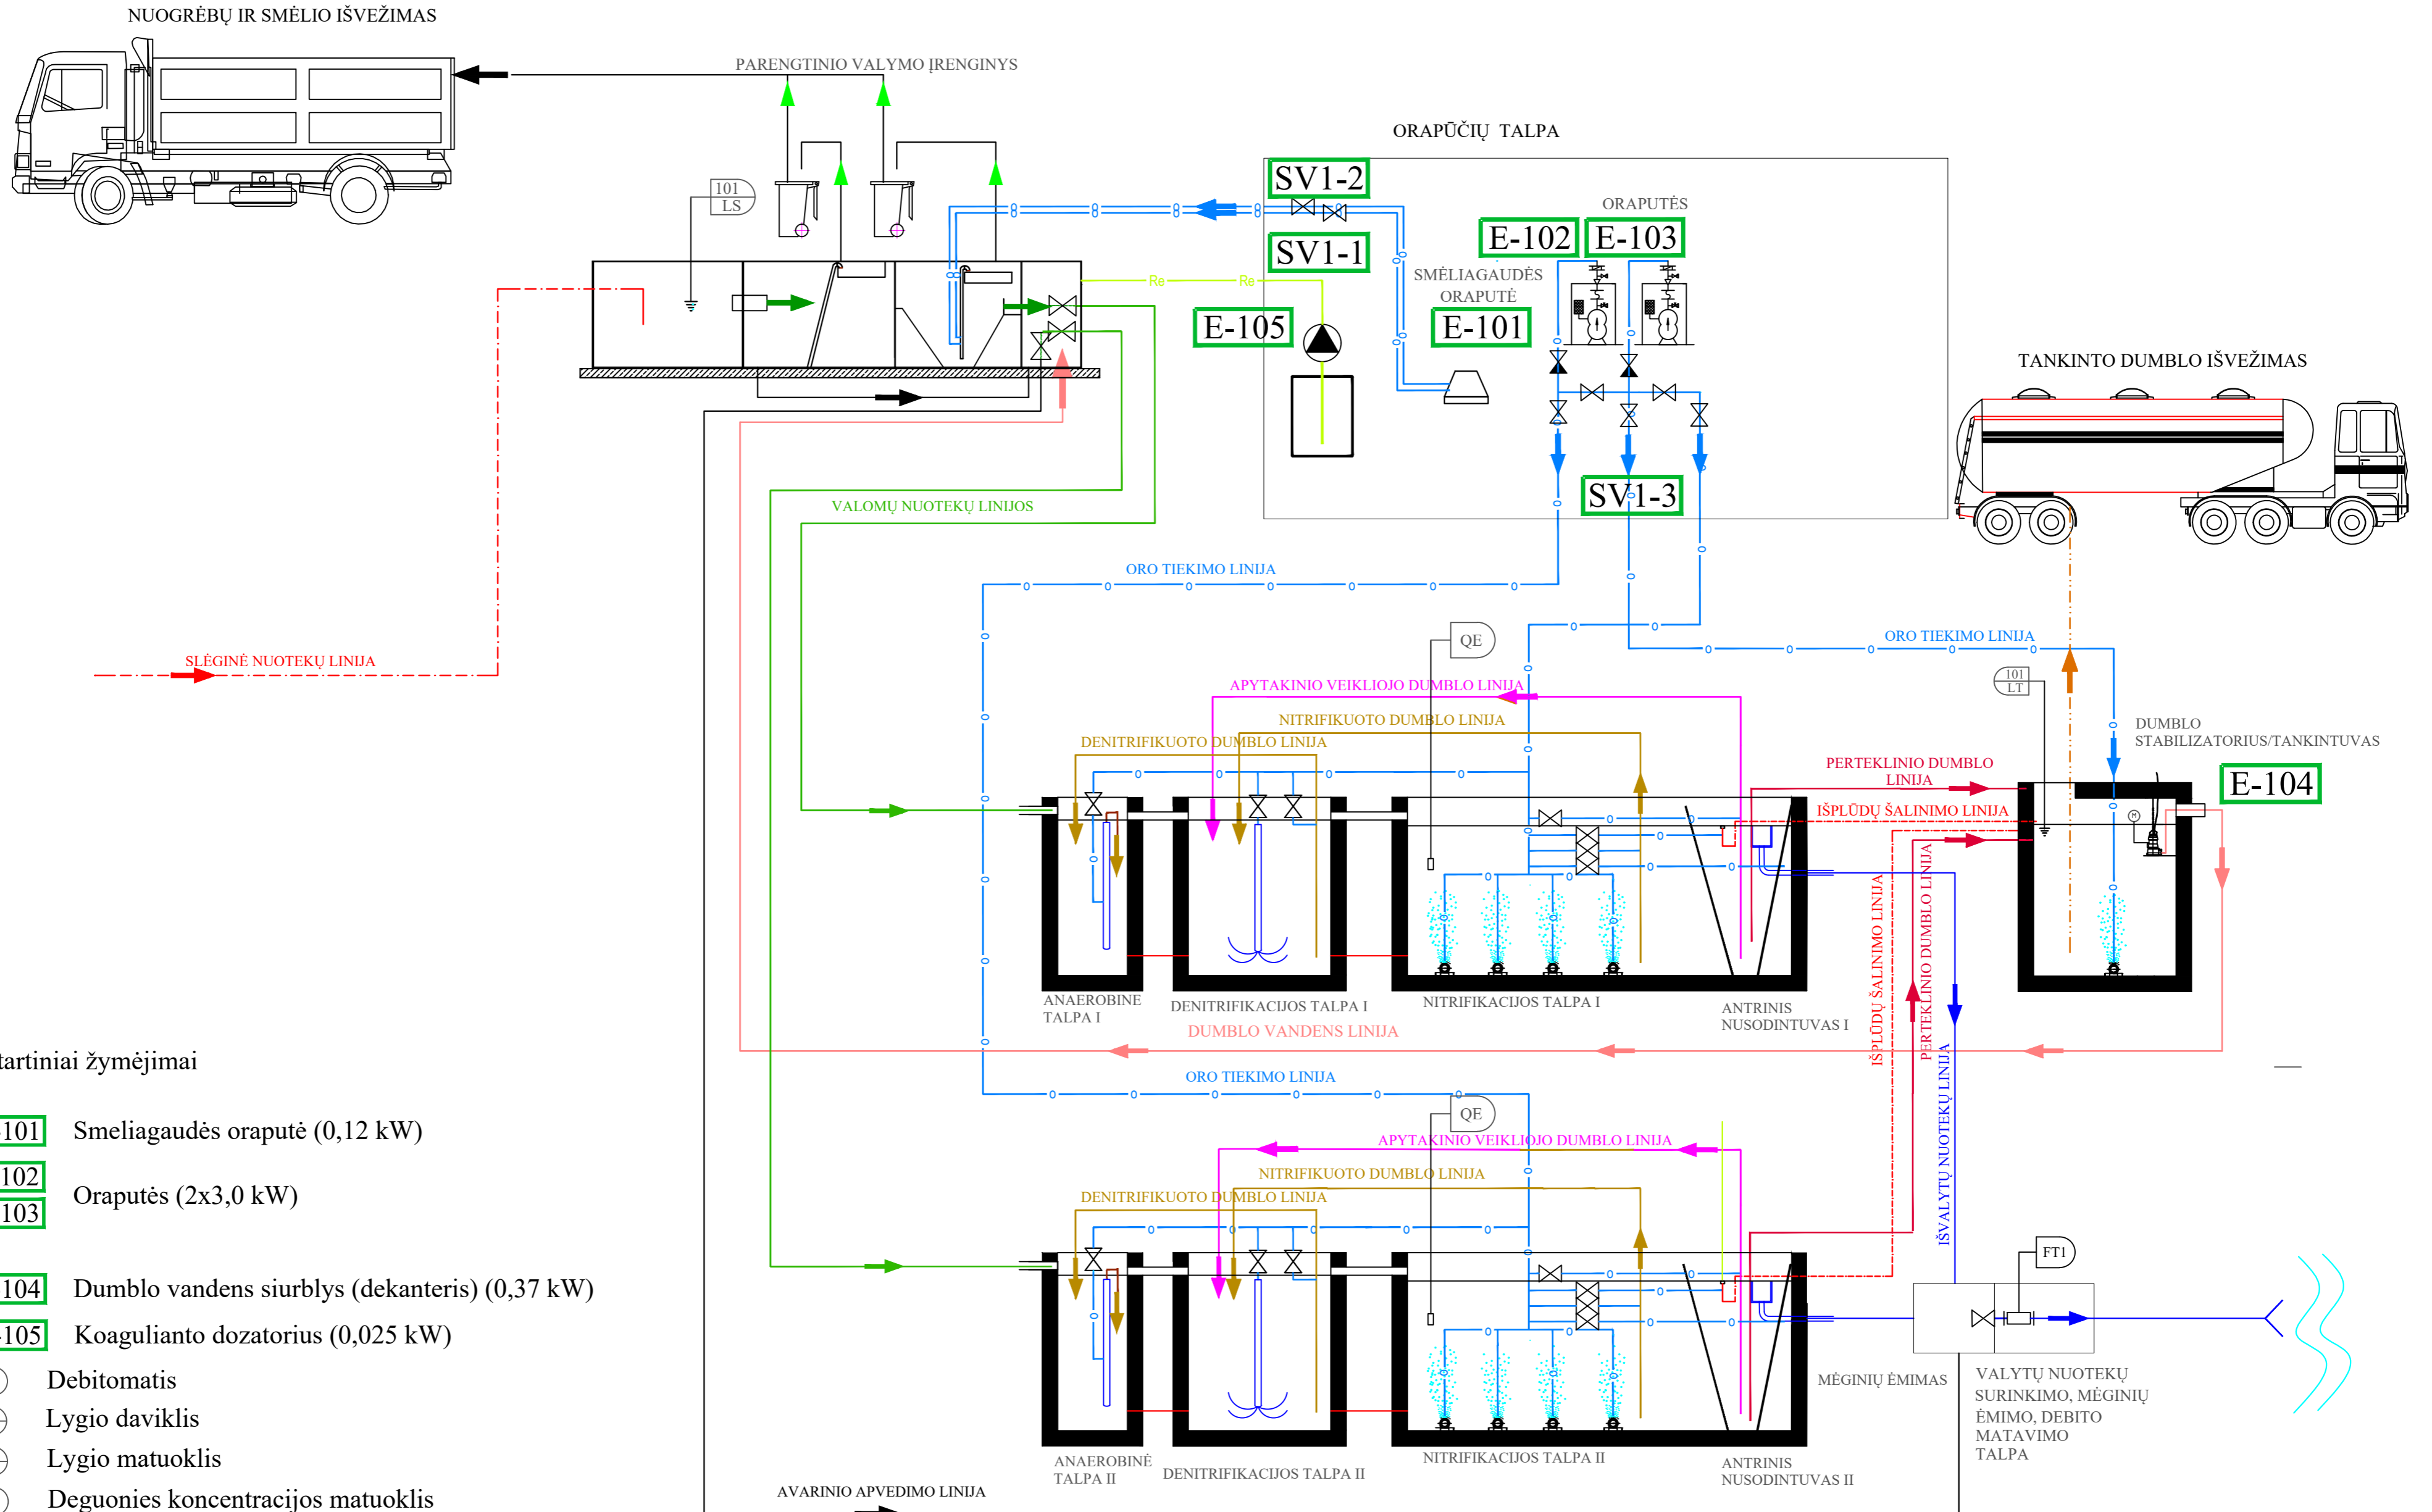 NUOGRĖBŲ IR SMĖLIO IŠVEŽIMAS
PARENGTINIO VALYMO ĮRENGINYS
ORAPŪČIŲ TALPA
SV1-2
101
LS
ORAPUTĖS
E-102
E-103
SV1-1
SMĖLIAGAUDĖS
ORAPUTĖ
Re
Re
E-105
E-101
TANKINTO DUMBLO IŠVEŽIMAS
SV1-3
VALOMŲ NUOTEKŲ LINIJOS
ORO TIEKIMO LINIJA
QE
ORO TIEKIMO LINIJA
SLĖGINĖ NUOTEKŲ LINIJA
101
LT
APYTAKINIO VEIKLIOJO DUMBLO LINIJA
NITRIFIKUOTO DUMBLO LINIJA
DENITRIFIKUOTO DUMBLO LINIJA
DUMBLO
STABILIZATORIUS/TANKINTUVAS
PERTEKLINIO DUMBLO
LINIJA
E-104
IŠPLŪDŲ ŠALINIMO LINIJA
M
IŠPLŪDŲ ŠALINIMO LINIJA
PERTEKLINIO DUMBLO LINIJA
IŠVALYTŲ NUOTEKŲ LINIJA
ANAEROBINE
TALPA I
DENITRIFIKACIJOS TALPA I
NITRIFIKACIJOS TALPA I
ANTRINIS
NUSODINTUVAS I
DUMBLO VANDENS LINIJA
tartiniai žymėjimai
ORO TIEKIMO LINIJA
QE
101 Smeliagaudės oraputė (0,12 kW)
APYTAKINIO VEIKLIOJO DUMBLO LINIJA
102
103
Oraputės (2x3,0 kW)
NITRIFIKUOTO DUMBLO LINIJA
DENITRIFIKUOTO DUMBLO LINIJA
FT1
104 Dumblo vandens siurblys (dekanteris) (0,37 kW)
105 Koagulianto dozatorius (0,025 kW)
Debitomatis
Lygio daviklis
Lygio matuoklis
Deguonies koncentracijos matuoklis
MĖGINIŲ ĖMIMAS
VALYTŲ NUOTEKŲ
SURINKIMO, MĖGINIŲ
ĖMIMO, DEBITO
MATAVIMO
TALPA
ANAEROBINĖ
TALPA II
DENITRIFIKACIJOS TALPA II
NITRIFIKACIJOS TALPA II
ANTRINIS
NUSODINTUVAS II
AVARINIO APVEDIMO LINIJA